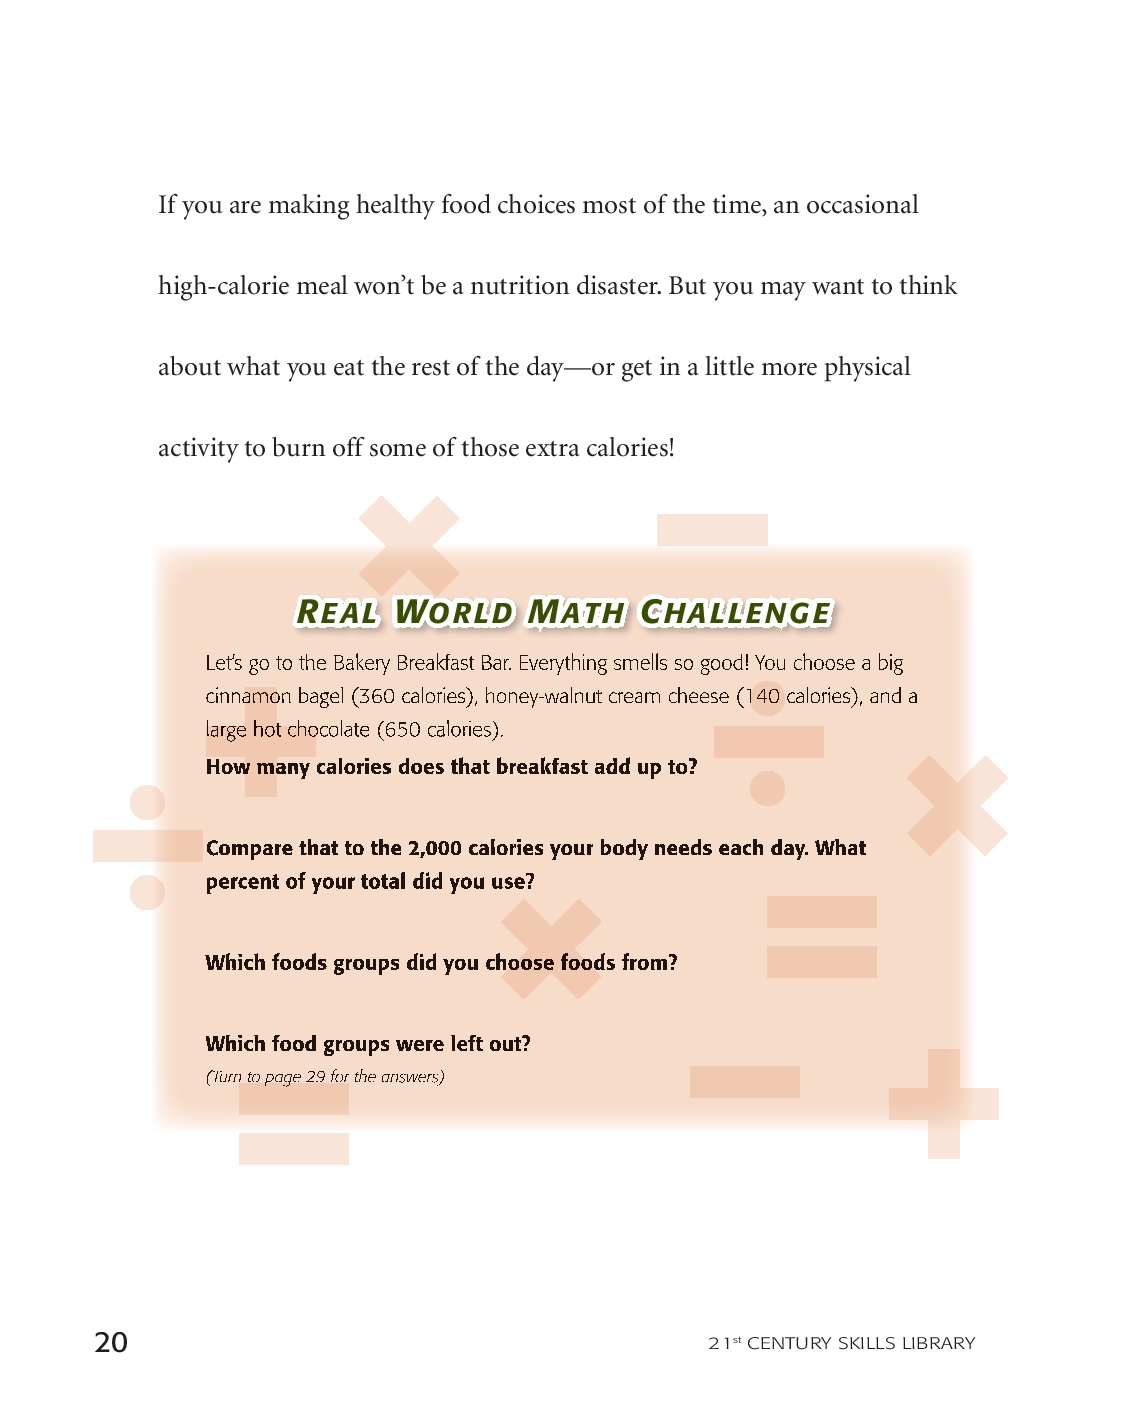 If you are making healthy food choices most of the time, an occasional
high-calorie meal won’t be a nutrition disaster. But you may want to think
about what you eat the rest of the day—or get in a little more physical
activity to burn off some of those extra calories!
REAL WORLD MATH CHALLENGE
Let’s go to the Bakery Breakfast Bar. Everything smells so good! You choose a big
cinnamon bagel (360 calories), honey-walnut cream cheese (140 calories), and a
large hot chocolate (650 calories).
How many calories does that breakfast add up to?
Compare that to the 2,000 calories your body needs each day. What
percent of your total did you use?
Which foods groups did you choose foods from?
Which food groups were left out?
(Turn to page 29 for the answers)
20
21st CENTURY SKILLS LIBRARY